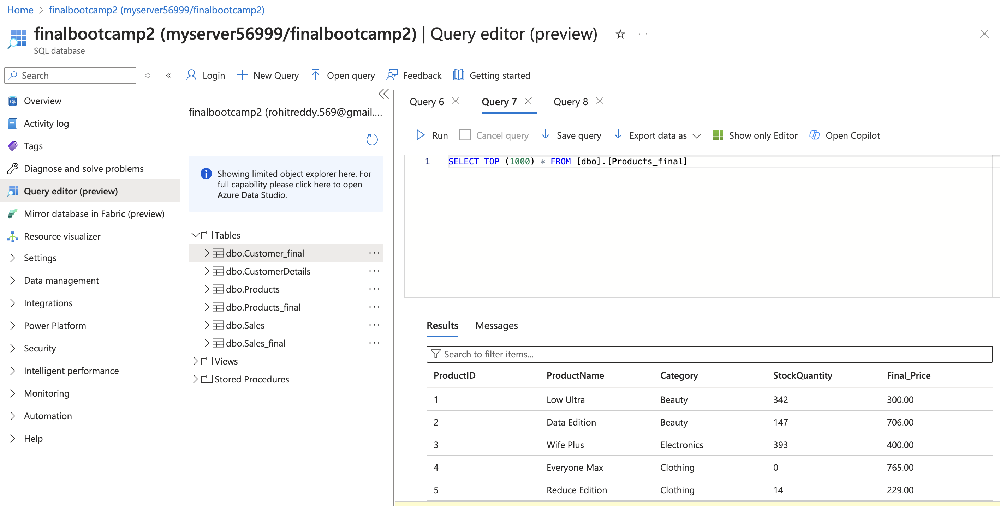 Home > finalbootcamp2 (myserver56999/finalbootcamp2)
finalbootcamp2 (myserver56999/finalbootcamp2) | Query editor (preview)
SQL database
Search
Login
New Query
Open query
Feedback
Getting started
Overview
Activity log
Tags
Diagnose and solve problems
Query editor (preview)
Mirror database in Fabric (preview)
Resource visualizer
Settings
Data management
Integrations
Power Platform
Security
Intelligent performance
Monitoring
Automation
Help
finalbootcamp2 (rohitreddy.569@gmail....
Showing limited object explorer here. For
full capability please click here to open
Azure Data Studio.
Tables
dbo.Customer_final
dbo.CustomerDetails
dbo.Products
dbo.Products_final
dbo.Sales
dbo.Sales_final
Views
Stored Procedures
Query 6
Query 7
Query 8
Run
Cancel query
Save query
Export data as
Show only Editor
Open Copilot
1 SELECT TOP (1000) * FROM [dbo].[Products_final]
Results Messages
Search to filter items...
ProductID ProductName Category StockQuantity Final_Price
1 Low Ultra Beauty 342 300.00
2 Data Edition Beauty 147 706.00
3 Wife Plus Electronics 393 400.00
4 Everyone Max Clothing 0 765.00
5 Reduce Edition Clothing 14 229.00